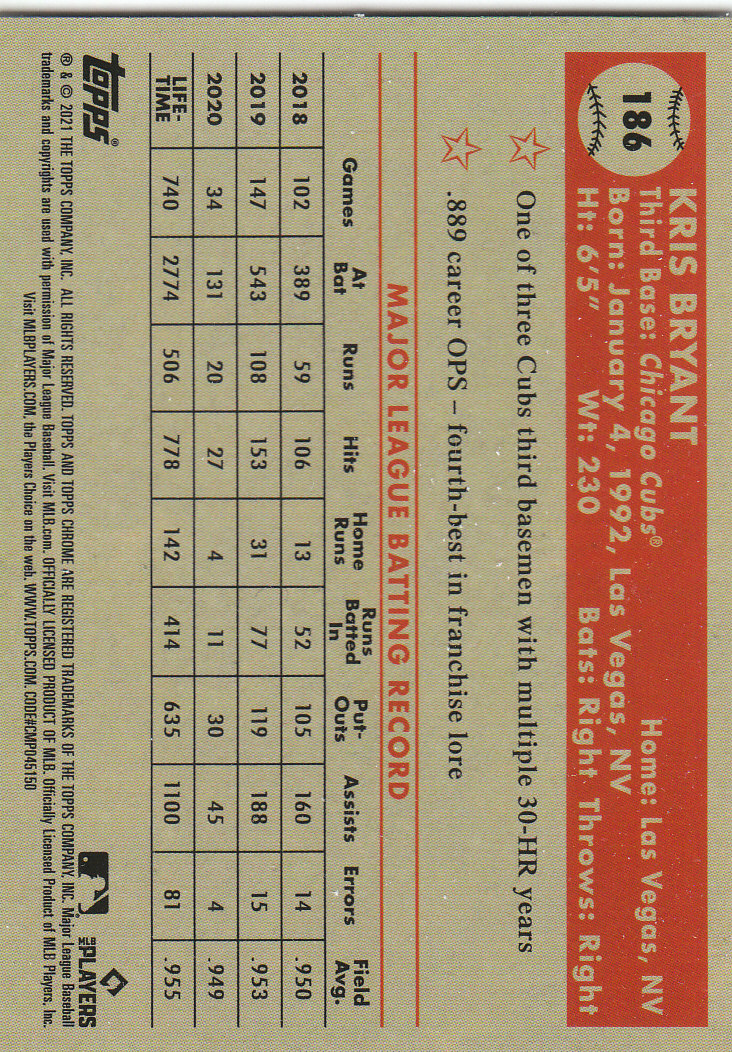 186
KRIS BRYANT
Third Base: Chicago Cubs® Home: Las Vegas, NV
Born: January 4, 1992, Las Vegas, NV
Ht: 6'5" Wt: 230 Bats: Right Throws: Right
One of three Cubs third basemen with multiple 30-HR years
.889 career OPS – fourth-best in franchise lore
MAJOR LEAGUE BATTING RECORD
Games At Bat Runs Hits Home Runs Runs Batted In Put-Outs Assists Errors Field Avg.
2018 102 389 59 106 13 52 105 160 14 .950
2019 147 543 108 153 31 77 119 188 15 .953
2020 34 131 20 27 4 11 30 45 4 .949
LIFE-TIME 740 2774 506 778 142 414 635 1100 81 .955
topps®
MLB PLAYERS
® & © 2021 THE TOPPS COMPANY, INC. ALL RIGHTS RESERVED. TOPPS AND TOPPS CHROME ARE REGISTERED TRADEMARKS OF THE TOPPS COMPANY, INC. Major League Baseball
trademarks and copyrights are used with permission of Major League Baseball. Visit MLB.com. OFFICIALLY LICENSED PRODUCT OF MLB. Officially Licensed Product of MLB Players, Inc.
Visit MLBPLAYERS.COM, the Players Choice on the web. WWW.TOPPS.COM. CODE#CMP045150